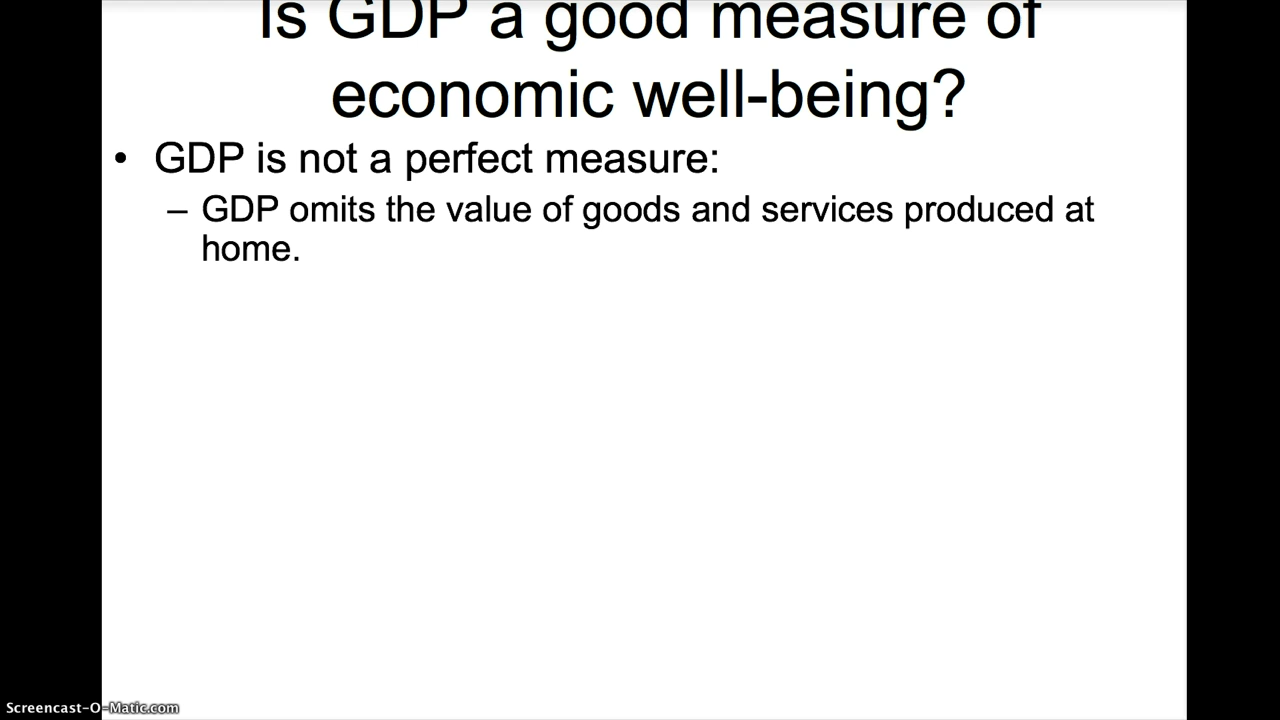 Is GDP a good measure of
economic well-being?
• GDP is not a perfect measure:
– GDP omits the value of goods and services produced at
home.
Screencast-O-Matic.com